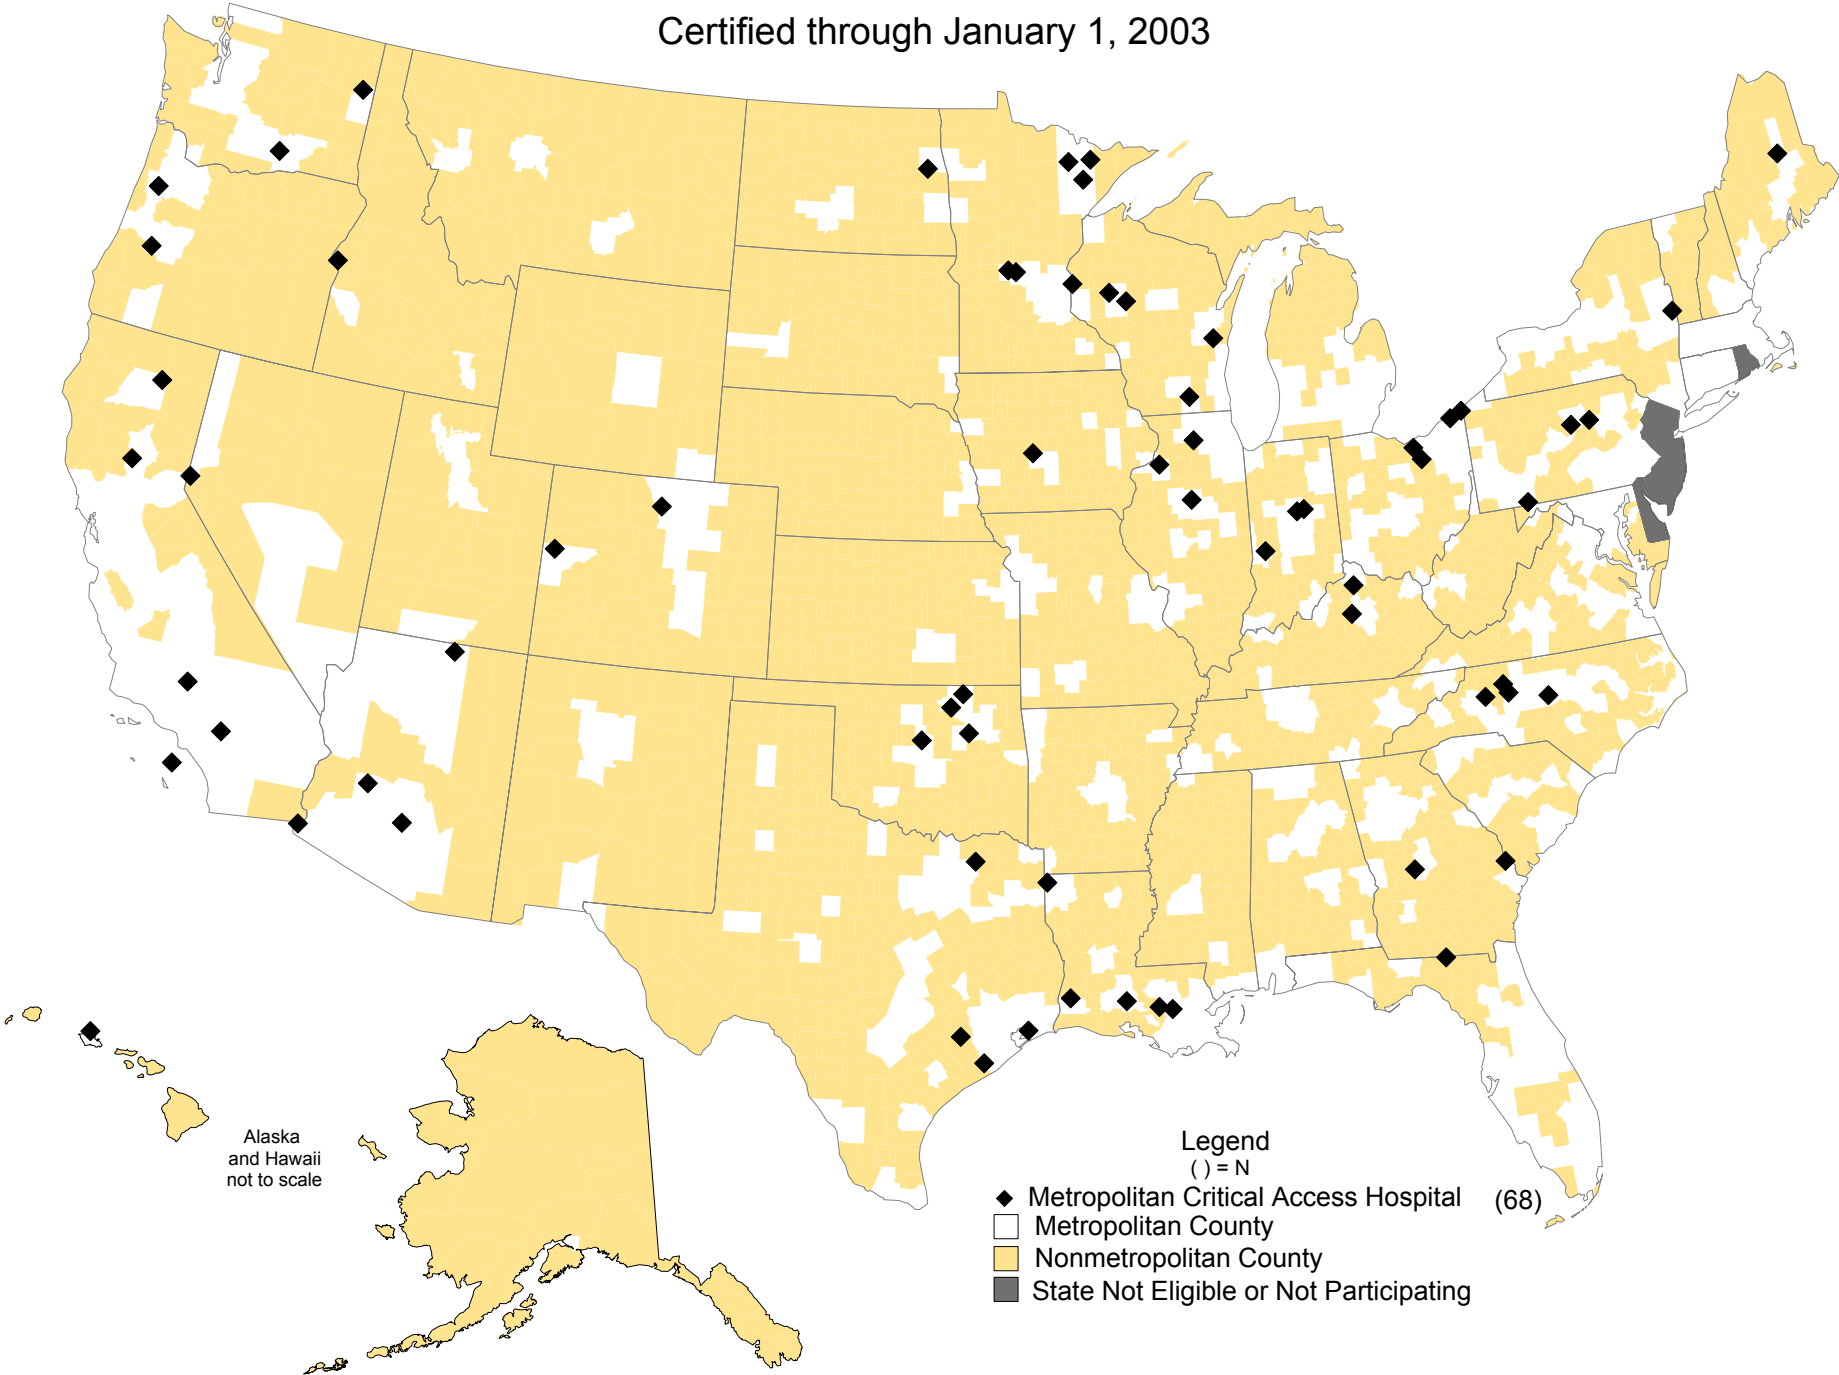 Certified through January 1, 2003
Alaska
and Hawaii
not to scale
Legend
( ) = N
Metropolitan Critical Access Hospital (68)
Metropolitan County
Nonmetropolitan County
State Not Eligible or Not Participating